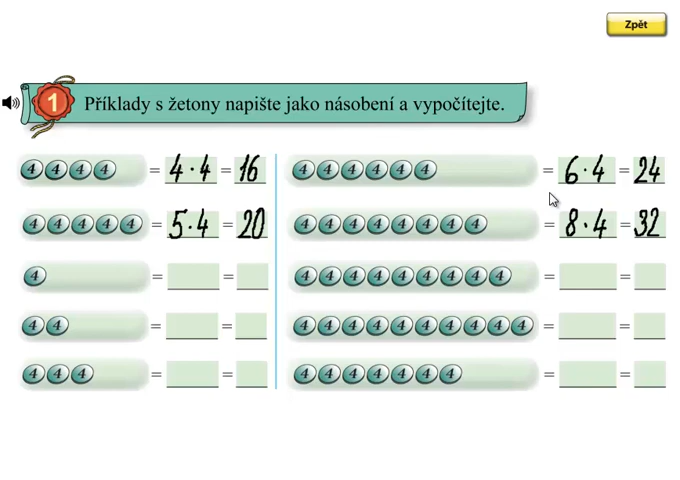 Zpět
1 Příklady s žetony napište jako násobení a vypočítejte.
4 4 4 4 = 4 · 4 = 16
4 4 4 4 4 = 5 · 4 = 20
4 = =
4 4 = =
4 4 4 = =
4 4 4 4 4 4 = 6 · 4 = 24
4 4 4 4 4 4 4 4 = 8 · 4 = 32
4 4 4 4 4 4 4 4 4 = =
4 4 4 4 4 4 4 4 4 4 = =
4 4 4 4 4 4 4 = =